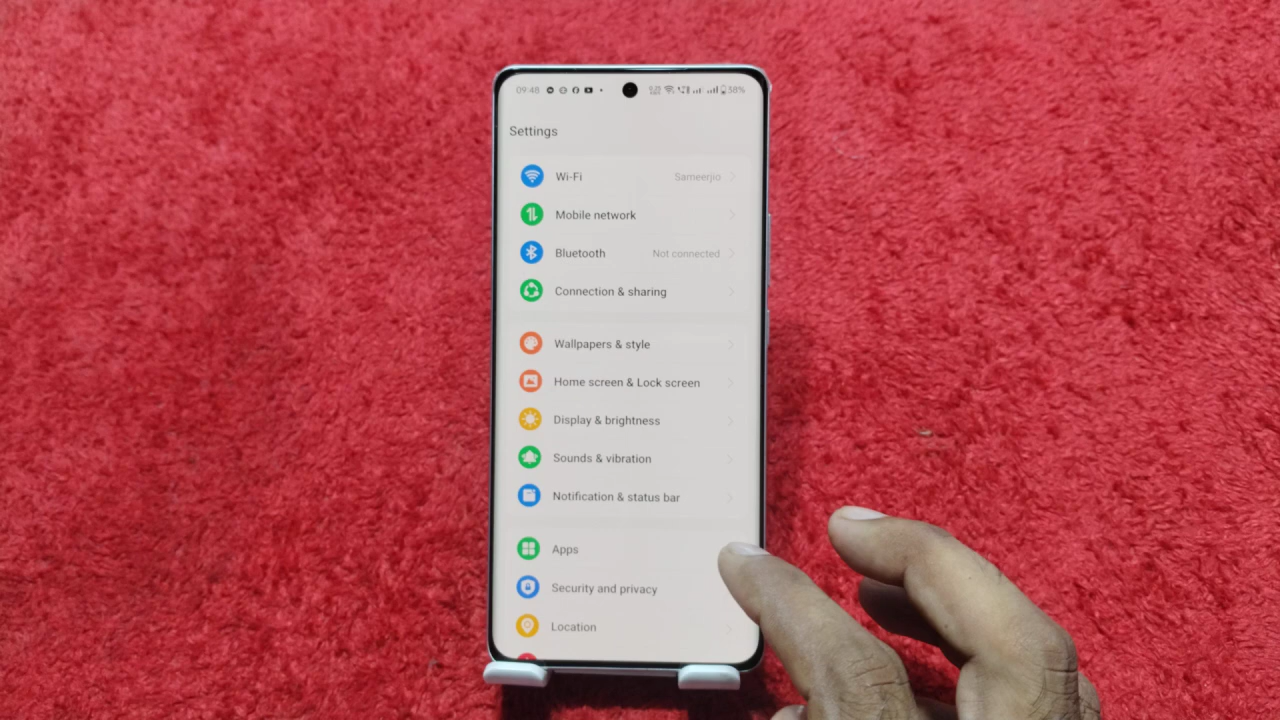 09:48 38%
Settings
Wi-Fi Sameerjio
Mobile network
Bluetooth Not connected
Connection & sharing
Wallpapers & style
Home screen & Lock screen
Display & brightness
Sounds & vibration
Notification & status bar
Apps
Security and privacy
Location